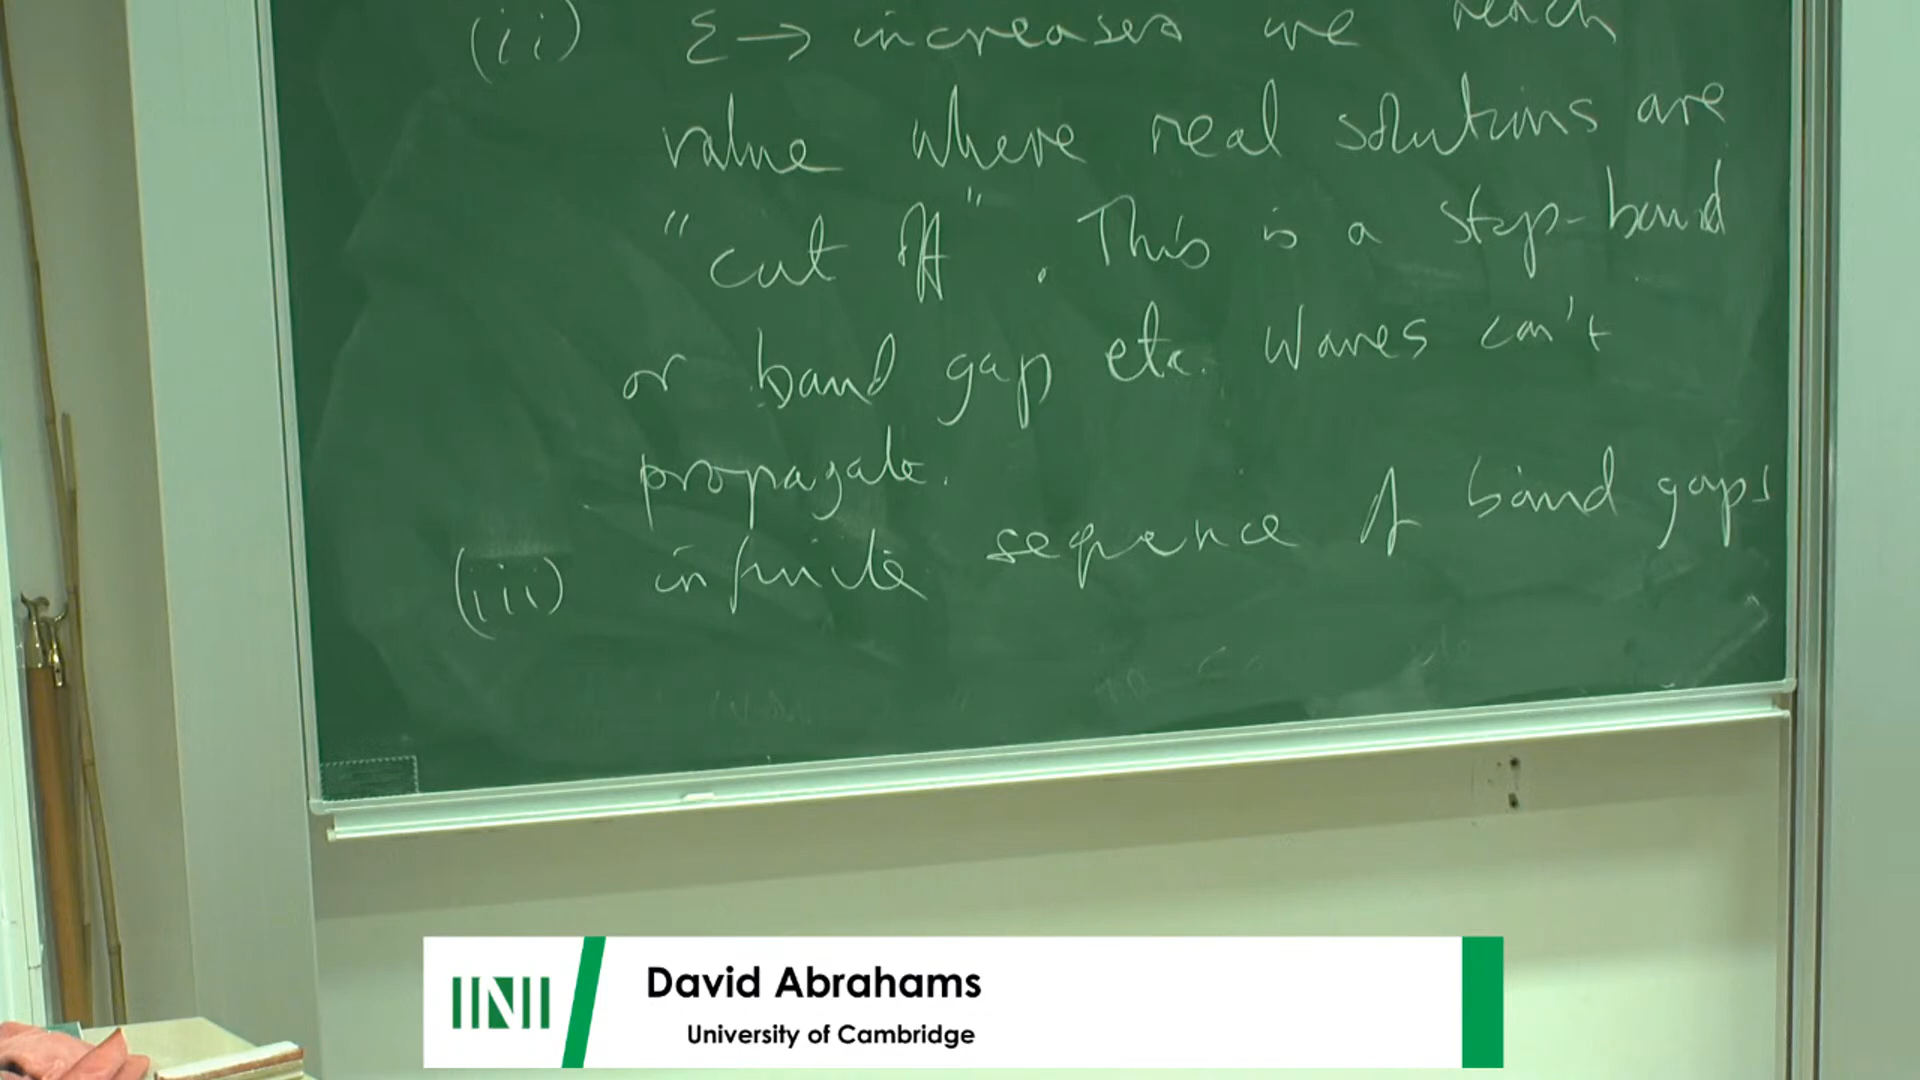 (ii) ε → increases we reach
value where real solutions are
"cut off". This is a stop-band
or band gap etc. Waves can't
propagate.
(iii) infinite sequence of band gaps
INI
David Abrahams
University of Cambridge